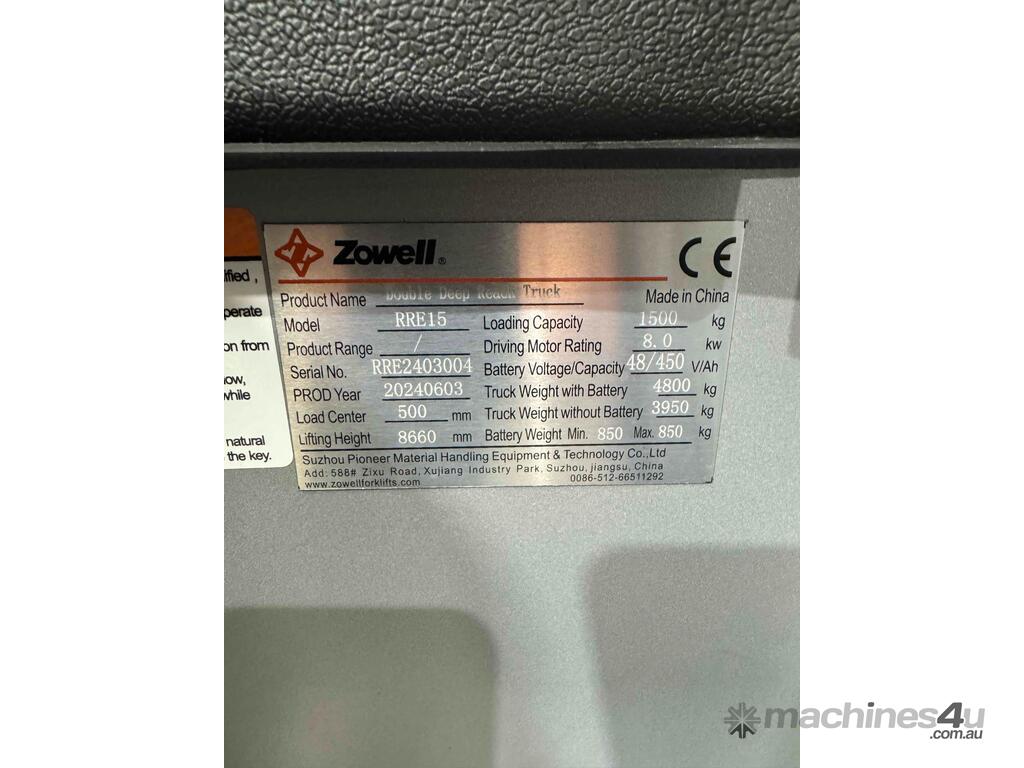 ified ,
perate
on from
ow,
while
natural
the key.
Zowell®
CE
Product Name Double Deep Reach Truck Made in China
Model RRE15 Loading Capacity 1500 kg
Product Range / Driving Motor Rating 8.0 kw
Serial No. RRE2403004 Battery Voltage/Capacity 48/450 V/Ah
PROD Year 20240603 Truck Weight with Battery 4800 kg
Load Center 500 mm Truck Weight without Battery 3950 kg
Lifting Height 8660 mm Battery Weight Min. 850 Max. 850 kg
Suzhou Pioneer Material Handling Equipment & Technology Co.,Ltd
Add: 588# Zixu Road, Xujiang Industry Park, Suzhou, jiangsu, China
www.zowellforklifts.com 0086-512-66511292
machines4u
.com.au